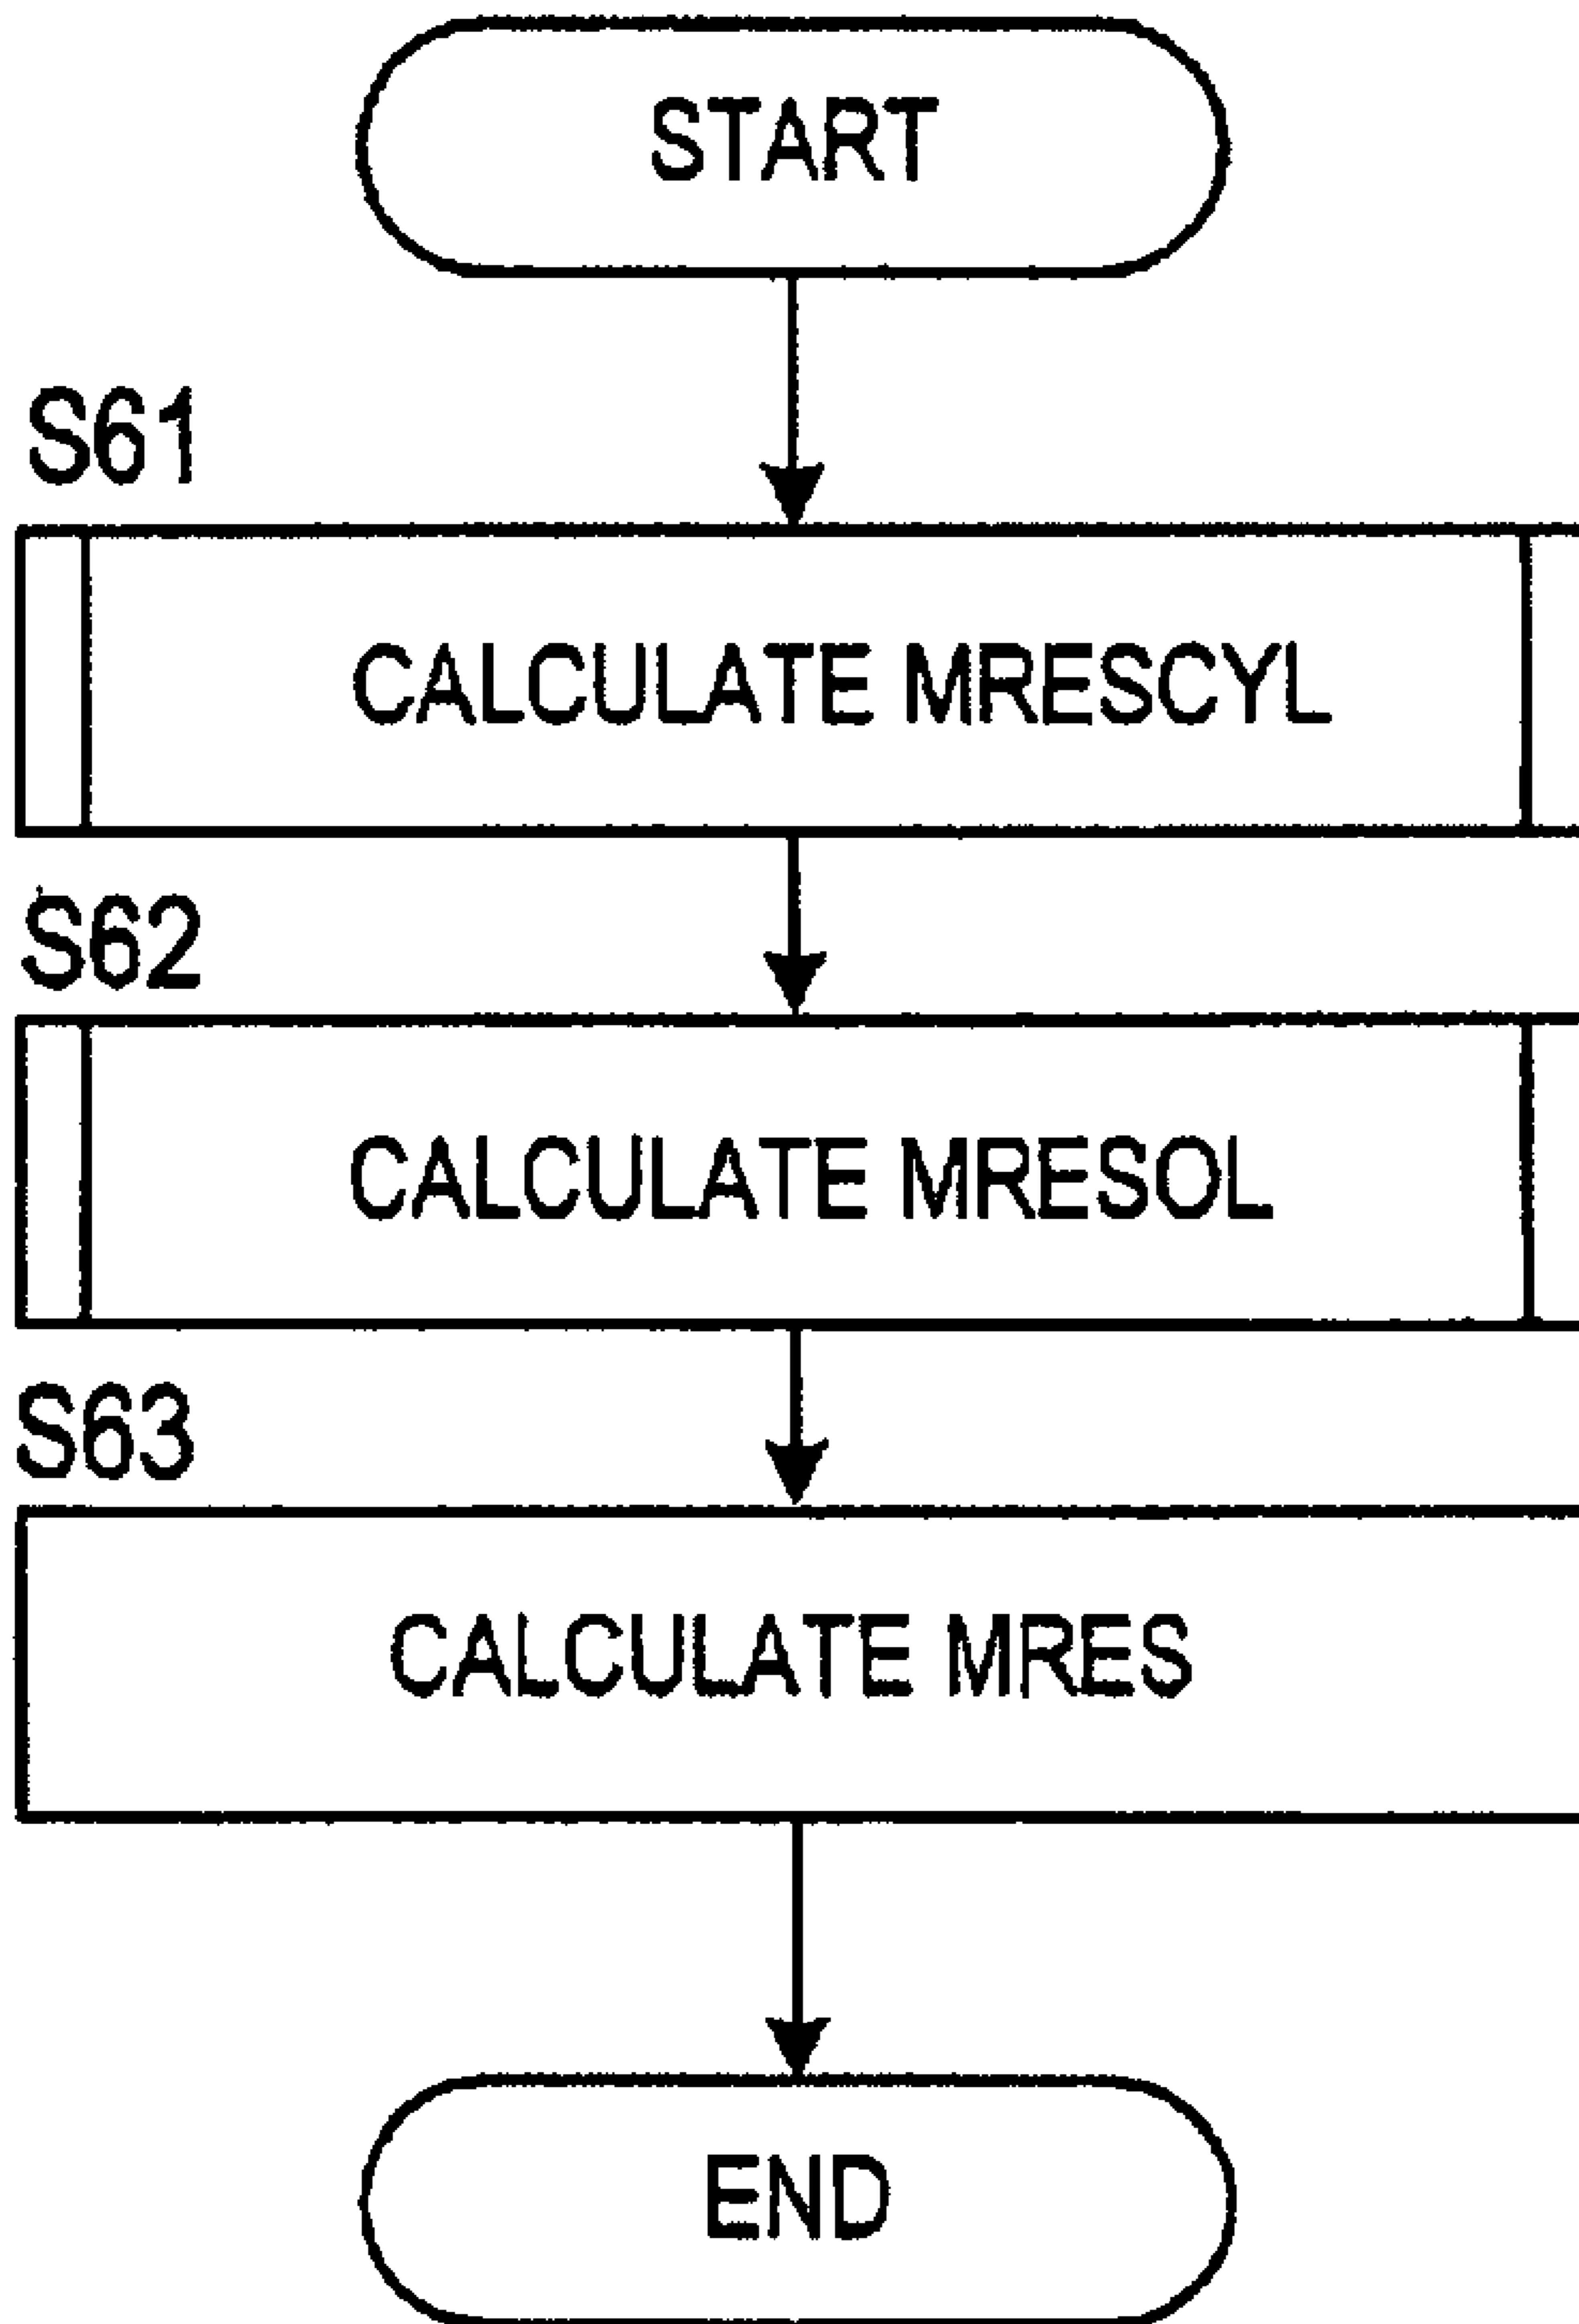 START
S61
CALCULATE MRESCYL
S62
CALCULATE MRESOL
S63
CALCULATE MRES
END